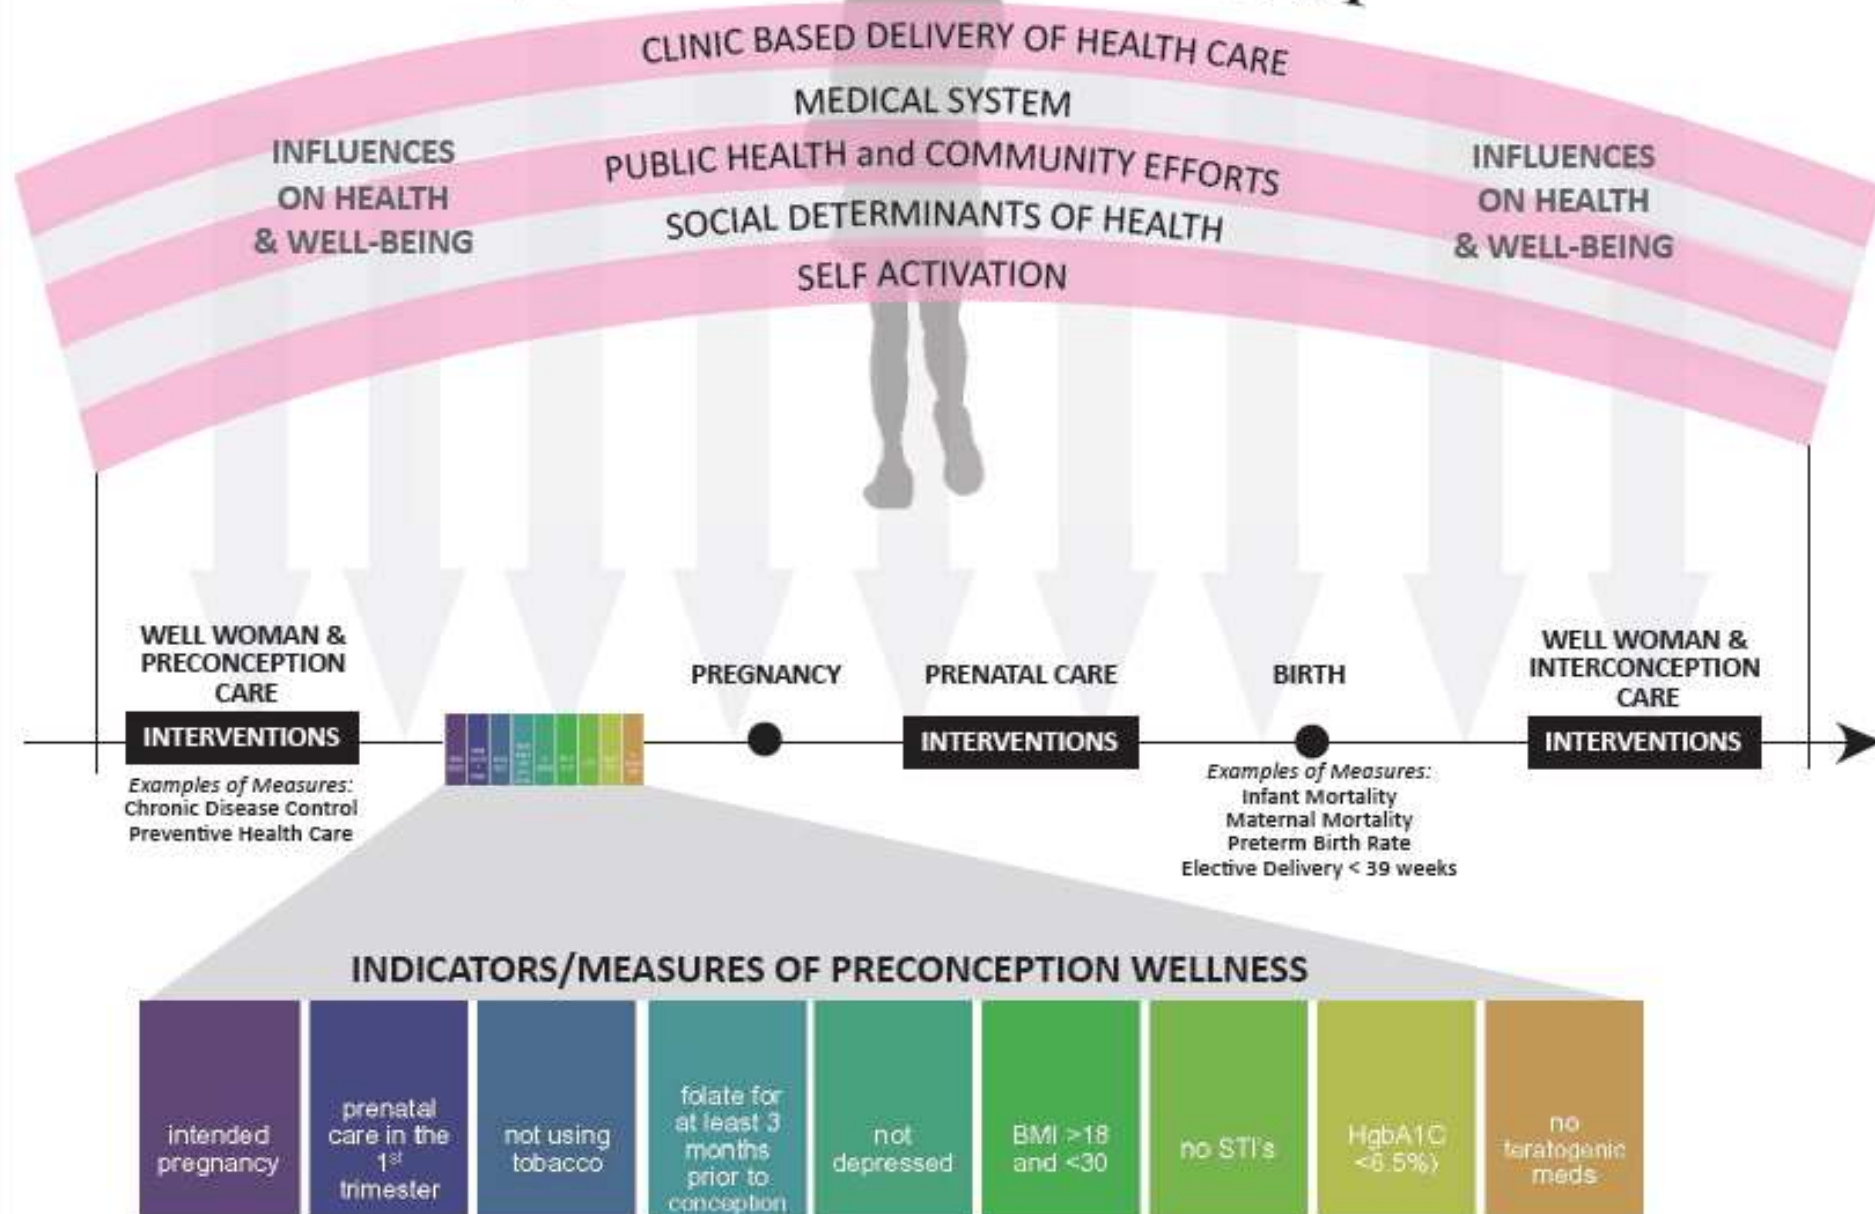 CLINIC BASED DELIVERY OF HEALTH CARE
MEDICAL SYSTEM
PUBLIC HEALTH and COMMUNITY EFFORTS
SOCIAL DETERMINANTS OF HEALTH
SELF ACTIVATION
INFLUENCES
ON HEALTH
& WELL-BEING
INFLUENCES
ON HEALTH
& WELL-BEING
WELL WOMAN &
PRECONCEPTION
CARE
INTERVENTIONS
Examples of Measures:
Chronic Disease Control
Preventive Health Care
PREGNANCY
PRENATAL CARE
INTERVENTIONS
BIRTH
Examples of Measures:
Infant Mortality
Maternal Mortality
Preterm Birth Rate
Elective Delivery < 39 weeks
WELL WOMAN &
INTERCONCEPTION
CARE
INTERVENTIONS
INDICATORS/MEASURES OF PRECONCEPTION WELLNESS
intended
pregnancy
prenatal
care in the
1st
trimester
not using
tobacco
folate for
at least 3
months
prior to
conception
not
depressed
BMI >18
and <30
no STI's
HgbA1C
<6.5%)
no
teratogenic
meds